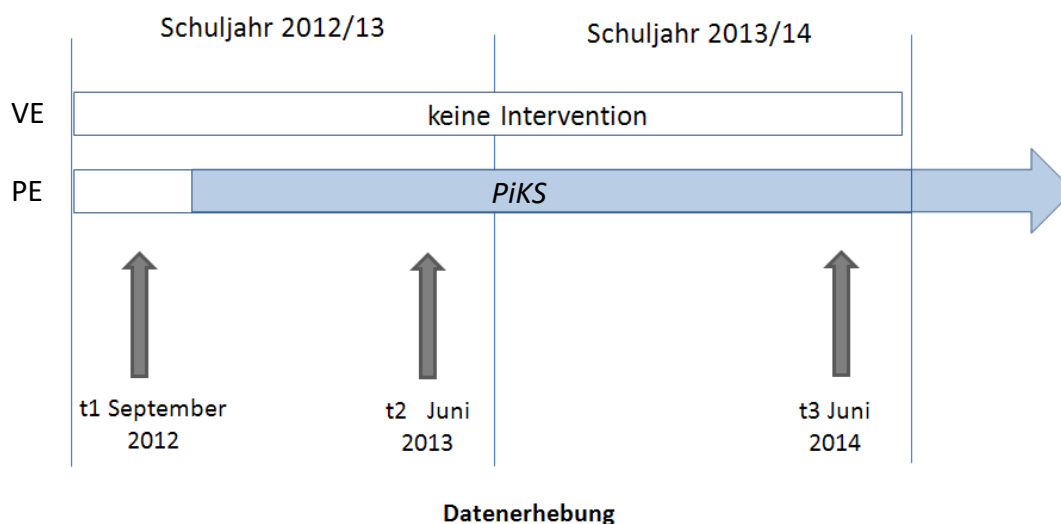 Schuljahr 2012/13
Schuljahr 2013/14
VE
keine Intervention
PE
PiKS
t1 September
2012
t2 Juni
2013
t3 Juni
2014
Datenerhebung